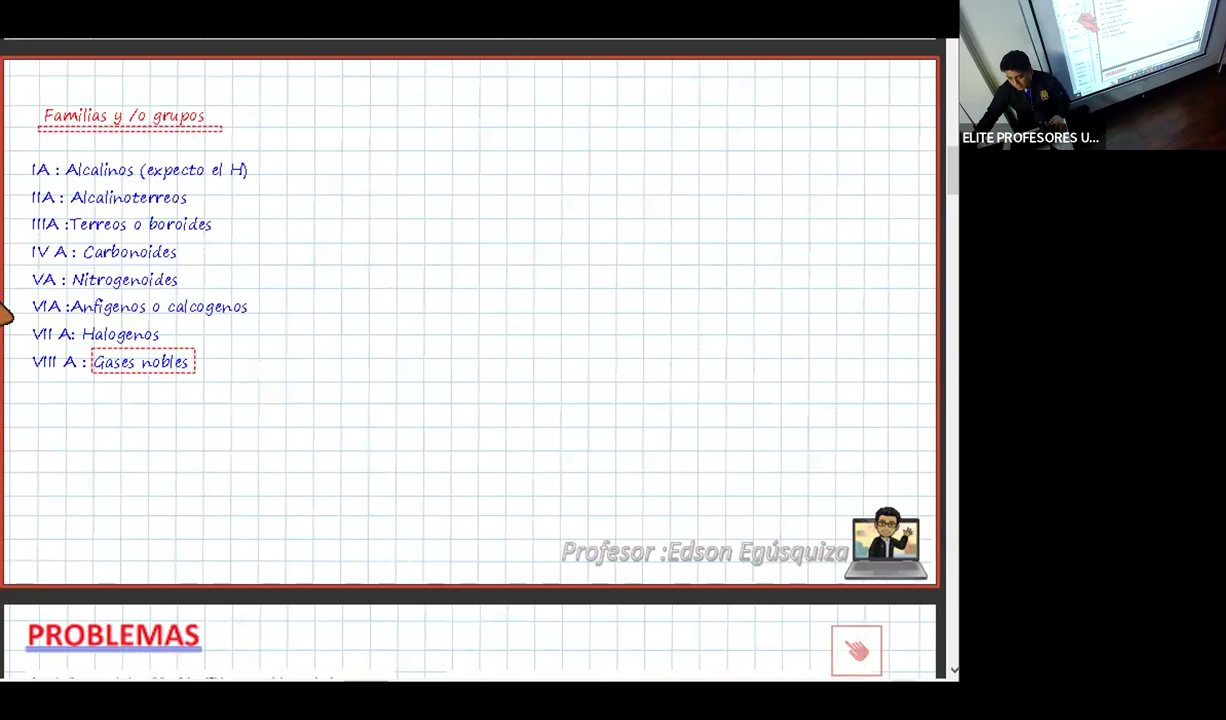 Familias y /o grupos
IA : Alcalinos (expecto el H)
IIA : Alcalinoterreos
IIIA :Terreos o boroides
IV A : Carbonoides
VA : Nitrogenoides
VIA :Anfigenos o calcogenos
VII A: Halogenos
VIII A : Gases nobles
Profesor :Edson Egúsquiza
PROBLEMAS
ELITE PROFESORES U...